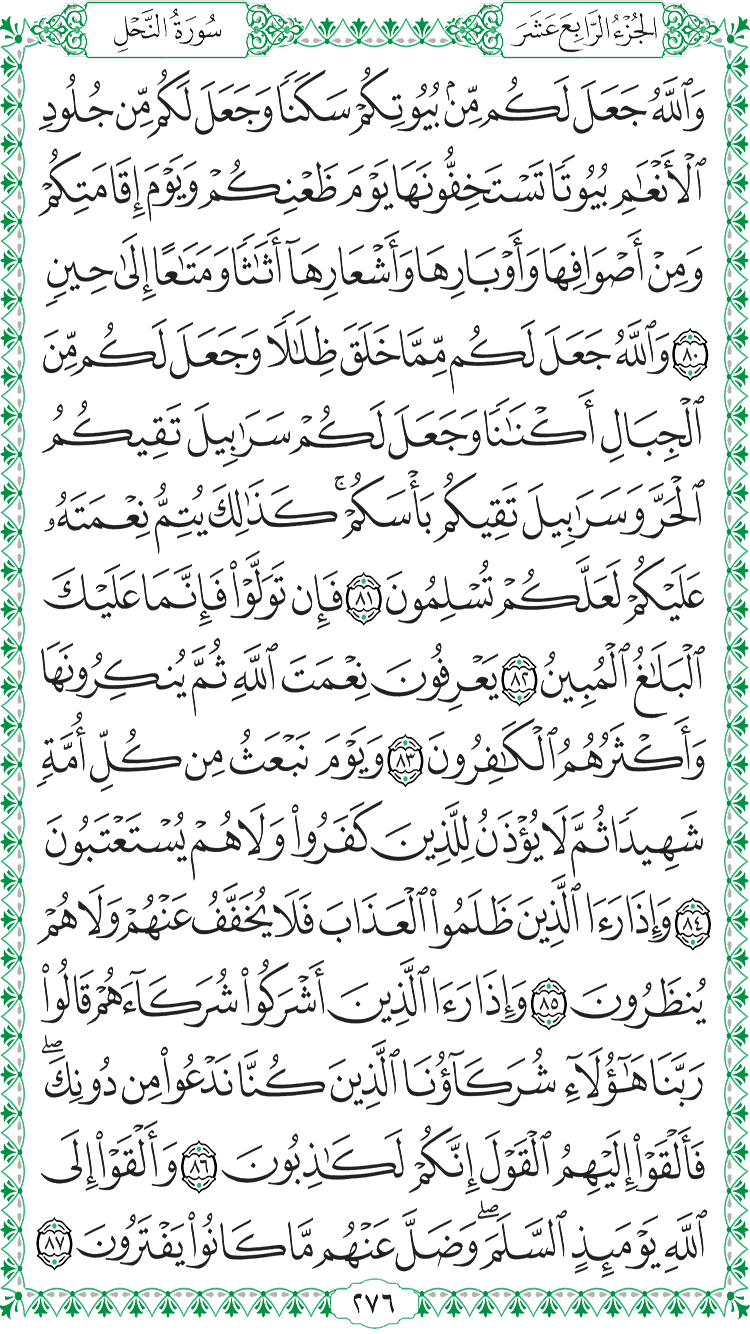 الجُزْءُ الرَّابِعَ عَشَرَ
سُورَةُ النَّحْلِ
وَٱللَّهُ جَعَلَ لَكُم مِّنۢ بُيُوتِكُمْ سَكَنًا وَجَعَلَ لَكُم مِّن جُلُودِ
ٱلْأَنْعَٰمِ بُيُوتًا تَسْتَخِفُّونَهَا يَوْمَ ظَعْنِكُمْ وَيَوْمَ إِقَامَتِكُمْ
وَمِنْ أَصْوَافِهَا وَأَوْبَارِهَا وَأَشْعَارِهَآ أَثَٰثًا وَمَتَٰعًا إِلَىٰ حِينٍ
٨٠ وَٱللَّهُ جَعَلَ لَكُم مِّمَّا خَلَقَ ظِلَٰلًا وَجَعَلَ لَكُم مِّنَ
ٱلْجِبَالِ أَكْنَٰنًا وَجَعَلَ لَكُمْ سَرَٰبِيلَ تَقِيكُمُ
ٱلْحَرَّ وَسَرَٰبِيلَ تَقِيكُم بَأْسَكُمْ ۚ كَذَٰلِكَ يُتِمُّ نِعْمَتَهُۥ
عَلَيْكُمْ لَعَلَّكُمْ تُسْلِمُونَ ٨١ فَإِن تَوَلَّوْا۟ فَإِنَّمَا عَلَيْكَ
ٱلْبَلَٰغُ ٱلْمُبِينُ ٨٢ يَعْرِفُونَ نِعْمَتَ ٱللَّهِ ثُمَّ يُنكِرُونَهَا
وَأَكْثَرُهُمُ ٱلْكَٰفِرُونَ ٨٣ وَيَوْمَ نَبْعَثُ مِن كُلِّ أُمَّةٍ
شَهِيدًا ثُمَّ لَا يُؤْذَنُ لِلَّذِينَ كَفَرُوا۟ وَلَا هُمْ يُسْتَعْتَبُونَ
٨٤ وَإِذَا رَءَا ٱلَّذِينَ ظَلَمُوا۟ ٱلْعَذَابَ فَلَا يُخَفَّفُ عَنْهُمْ وَلَا هُمْ
يُنظَرُونَ ٨٥ وَإِذَا رَءَا ٱلَّذِينَ أَشْرَكُوا۟ شُرَكَآءَهُمْ قَالُوا۟
رَبَّنَا هَٰٓؤُلَآءِ شُرَكَآؤُنَا ٱلَّذِينَ كُنَّا نَدْعُوا۟ مِن دُونِكَ ۖ
فَأَلْقَوْا۟ إِلَيْهِمُ ٱلْقَوْلَ إِنَّكُمْ لَكَٰذِبُونَ ٨٦ وَأَلْقَوْا۟ إِلَى
ٱللَّهِ يَوْمَئِذٍ ٱلسَّلَمَ ۖ وَضَلَّ عَنْهُم مَّا كَانُوا۟ يَفْتَرُونَ ٨٧
٢٧٦